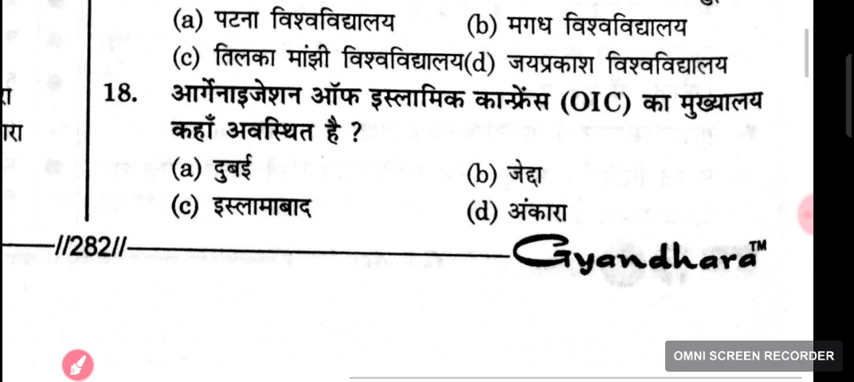 (a) पटना विश्वविद्यालय (b) मगध विश्वविद्यालय
(c) तिलका मांझी विश्वविद्यालय(d) जयप्रकाश विश्वविद्यालय
18. आर्गेनाइजेशन ऑफ इस्लामिक कान्फ्रेंस (OIC) का मुख्यालय
कहाँ अवस्थित है ?
(a) दुबई (b) जेद्दा
(c) इस्लामाबाद (d) अंकारा
//282// Gyandhara™
OMNI SCREEN RECORDER